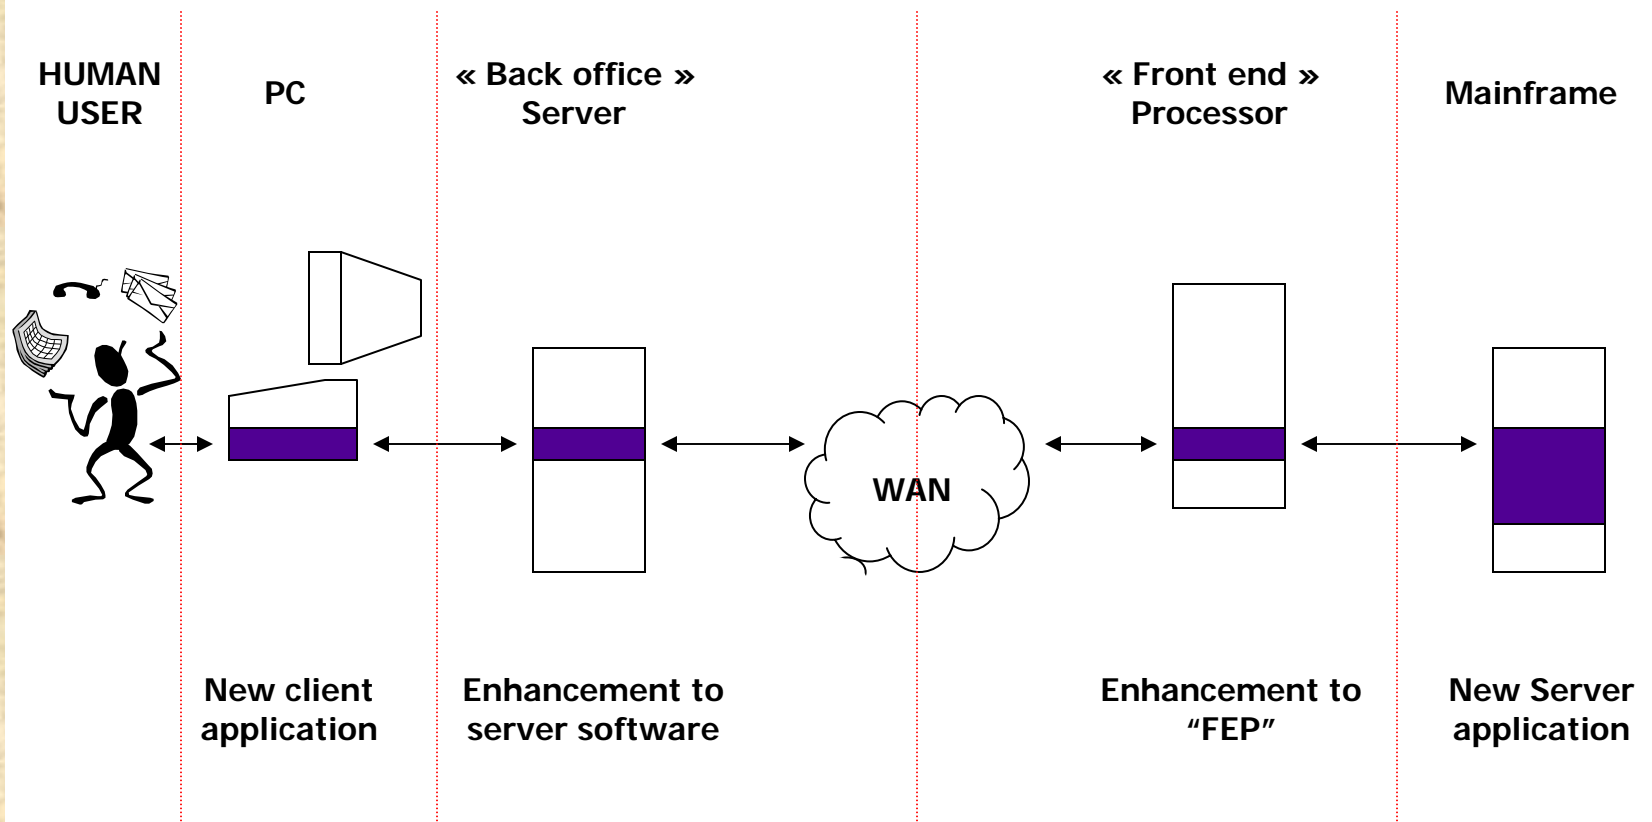 HUMAN
USER
PC
« Back office »
Server
« Front end »
Processor
Mainframe
WAN
New client
application
Enhancement to
server software
Enhancement to
“FEP”
New Server
application